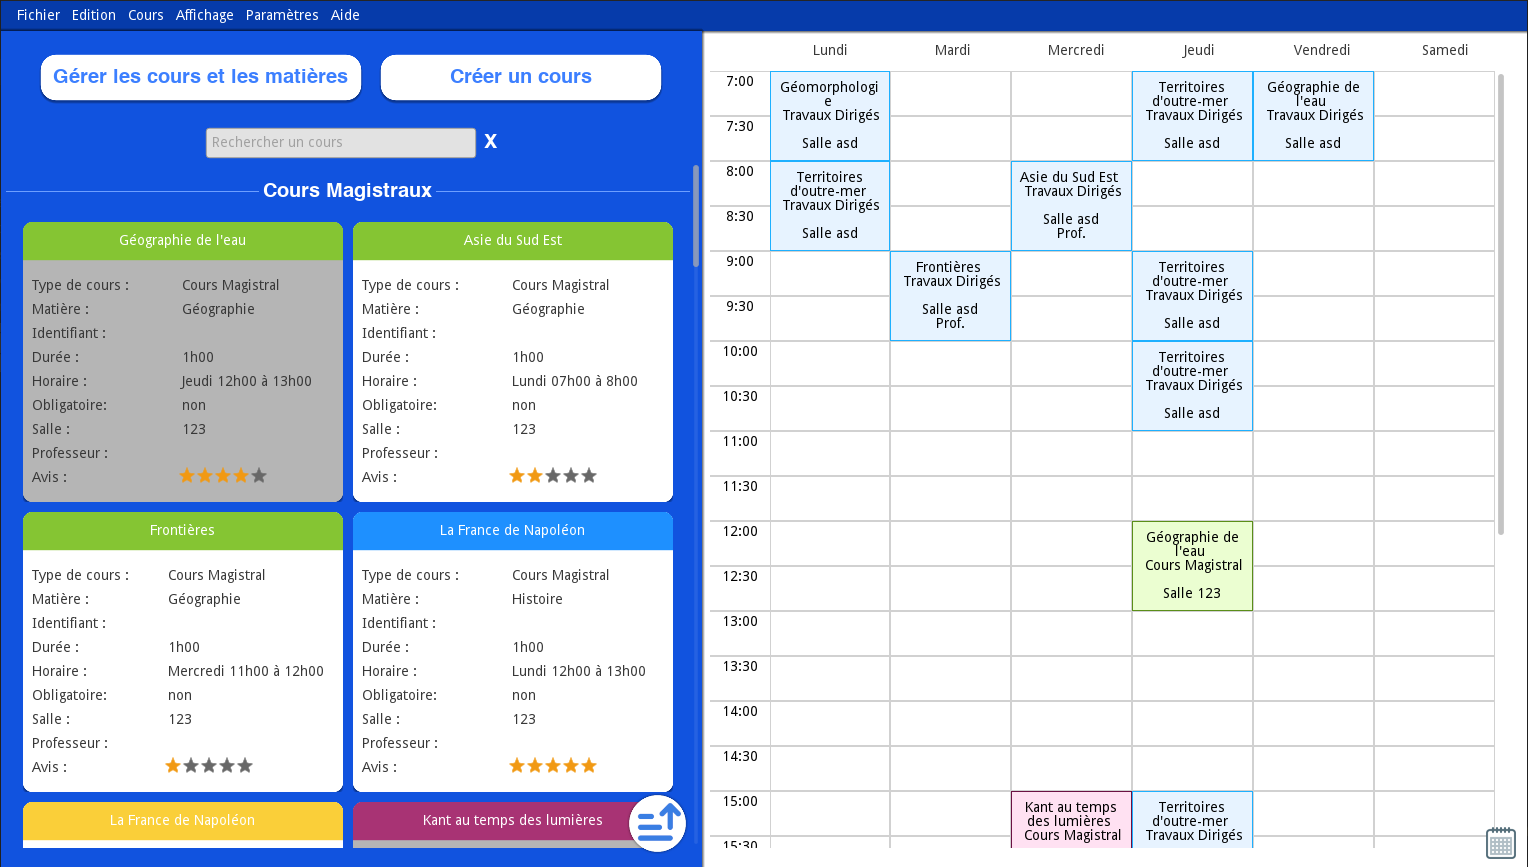 Fichier Edition Cours Affichage Paramètres Aide
Gérer les cours et les matières
Créer un cours
Rechercher un cours X
Cours Magistraux
Géographie de l'eau
Type de cours : Cours Magistral
Matière : Géographie
Identifiant :
Durée : 1h00
Horaire : Jeudi 12h00 à 13h00
Obligatoire: non
Salle : 123
Professeur :
Avis :
Asie du Sud Est
Type de cours : Cours Magistral
Matière : Géographie
Identifiant :
Durée : 1h00
Horaire : Lundi 07h00 à 8h00
Obligatoire: non
Salle : 123
Professeur :
Avis :
Frontières
Type de cours : Cours Magistral
Matière : Géographie
Identifiant :
Durée : 1h00
Horaire : Mercredi 11h00 à 12h00
Obligatoire: non
Salle : 123
Professeur :
Avis :
La France de Napoléon
Type de cours : Cours Magistral
Matière : Histoire
Identifiant :
Durée : 1h00
Horaire : Lundi 12h00 à 13h00
Obligatoire: non
Salle : 123
Professeur :
Avis :
La France de Napoléon
Kant au temps des lumières
Lundi Mardi Mercredi Jeudi Vendredi Samedi
7:00
7:30
8:00
8:30
9:00
9:30
10:00
10:30
11:00
11:30
12:00
12:30
13:00
13:30
14:00
14:30
15:00
15:30
Géomorphologi
e
Travaux Dirigés
Salle asd
Territoires
d'outre-mer
Travaux Dirigés
Salle asd
Frontières
Travaux Dirigés
Salle asd
Prof.
Asie du Sud Est
Travaux Dirigés
Salle asd
Prof.
Kant au temps
des lumières
Cours Magistral
Territoires
d'outre-mer
Travaux Dirigés
Salle asd
Territoires
d'outre-mer
Travaux Dirigés
Salle asd
Territoires
d'outre-mer
Travaux Dirigés
Salle asd
Géographie de
l'eau
Cours Magistral
Salle 123
Territoires
d'outre-mer
Travaux Dirigés
Géographie de
l'eau
Travaux Dirigés
Salle asd